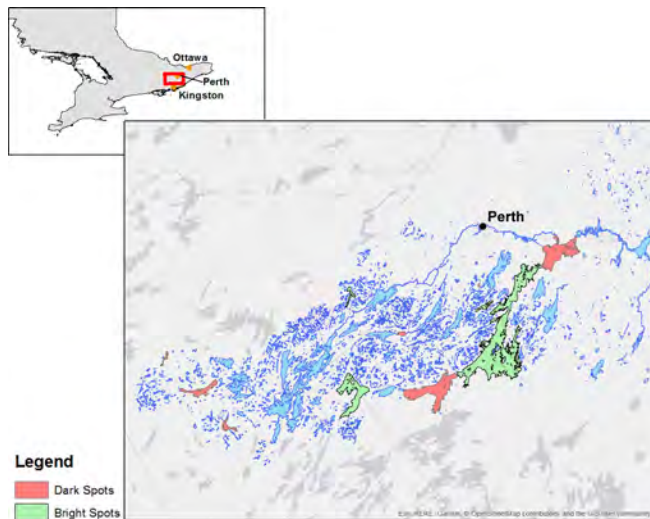 Ottawa
Perth
Kingston
Perth
Legend
Dark Spots
Bright Spots